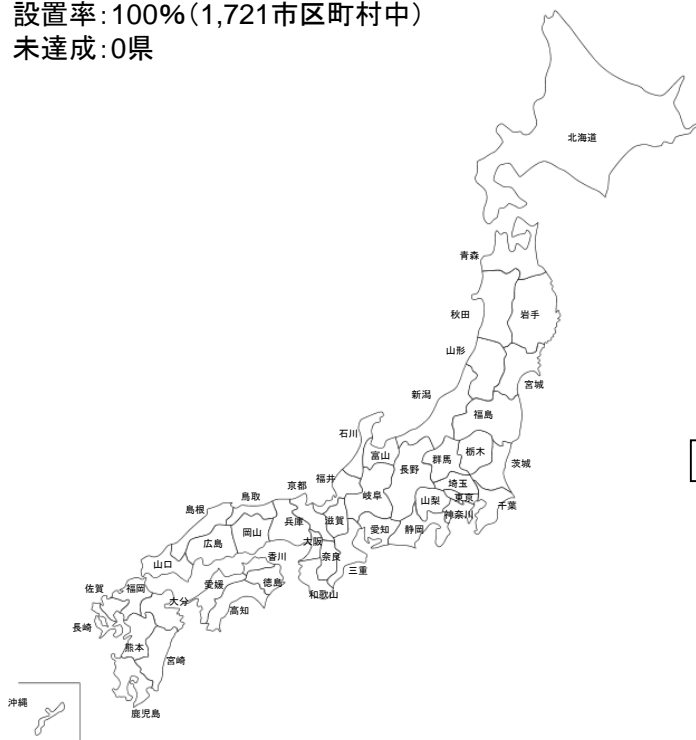 設置率：100%（1,721市区町村中）
未達成：0県
北海道
青森
秋田
岩手
山形
宮城
新潟
福島
石川
富山
長野
群馬
栃木
茨城
福井
岐阜
埼玉
東京
山梨
神奈川
千葉
京都
滋賀
愛知
静岡
鳥取
島根
兵庫
岡山
広島
大阪
奈良
三重
和歌山
山口
香川
徳島
愛媛
高知
佐賀
福岡
大分
長崎
熊本
宮崎
鹿児島
沖縄